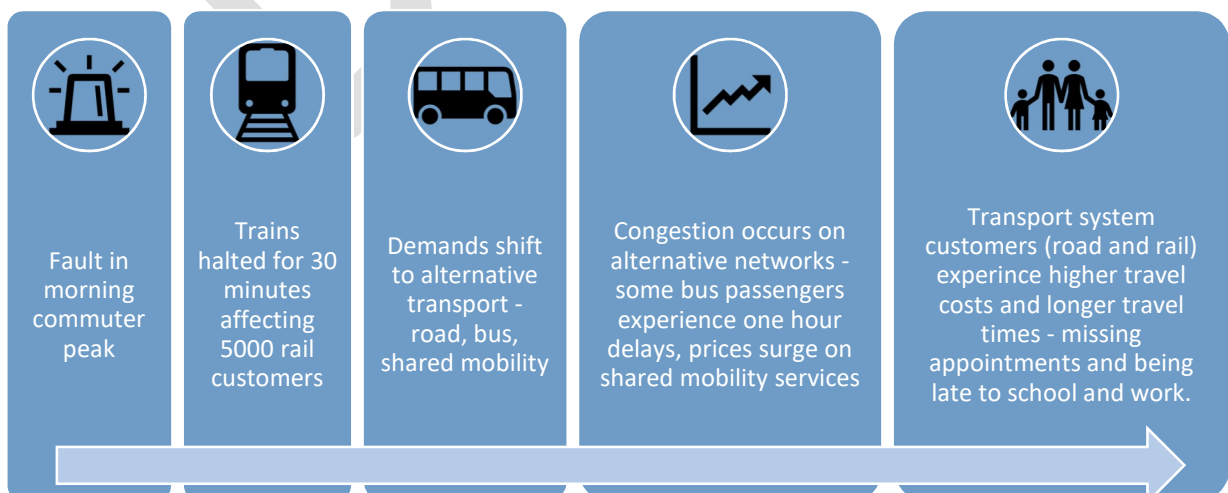 Fault in
morning
commuter
peak
Trains
halted for 30
minutes
affecting
5000 rail
customers
Demands shift
to alternative
transport -
road, bus,
shared mobility
Congestion occurs on
alternative networks -
some bus passengers
experience one hour
delays, prices surge on
shared mobility services
Transport system
customers (road and rail)
experince higher travel
costs and longer travel
times - missing
appointments and being
late to school and work.